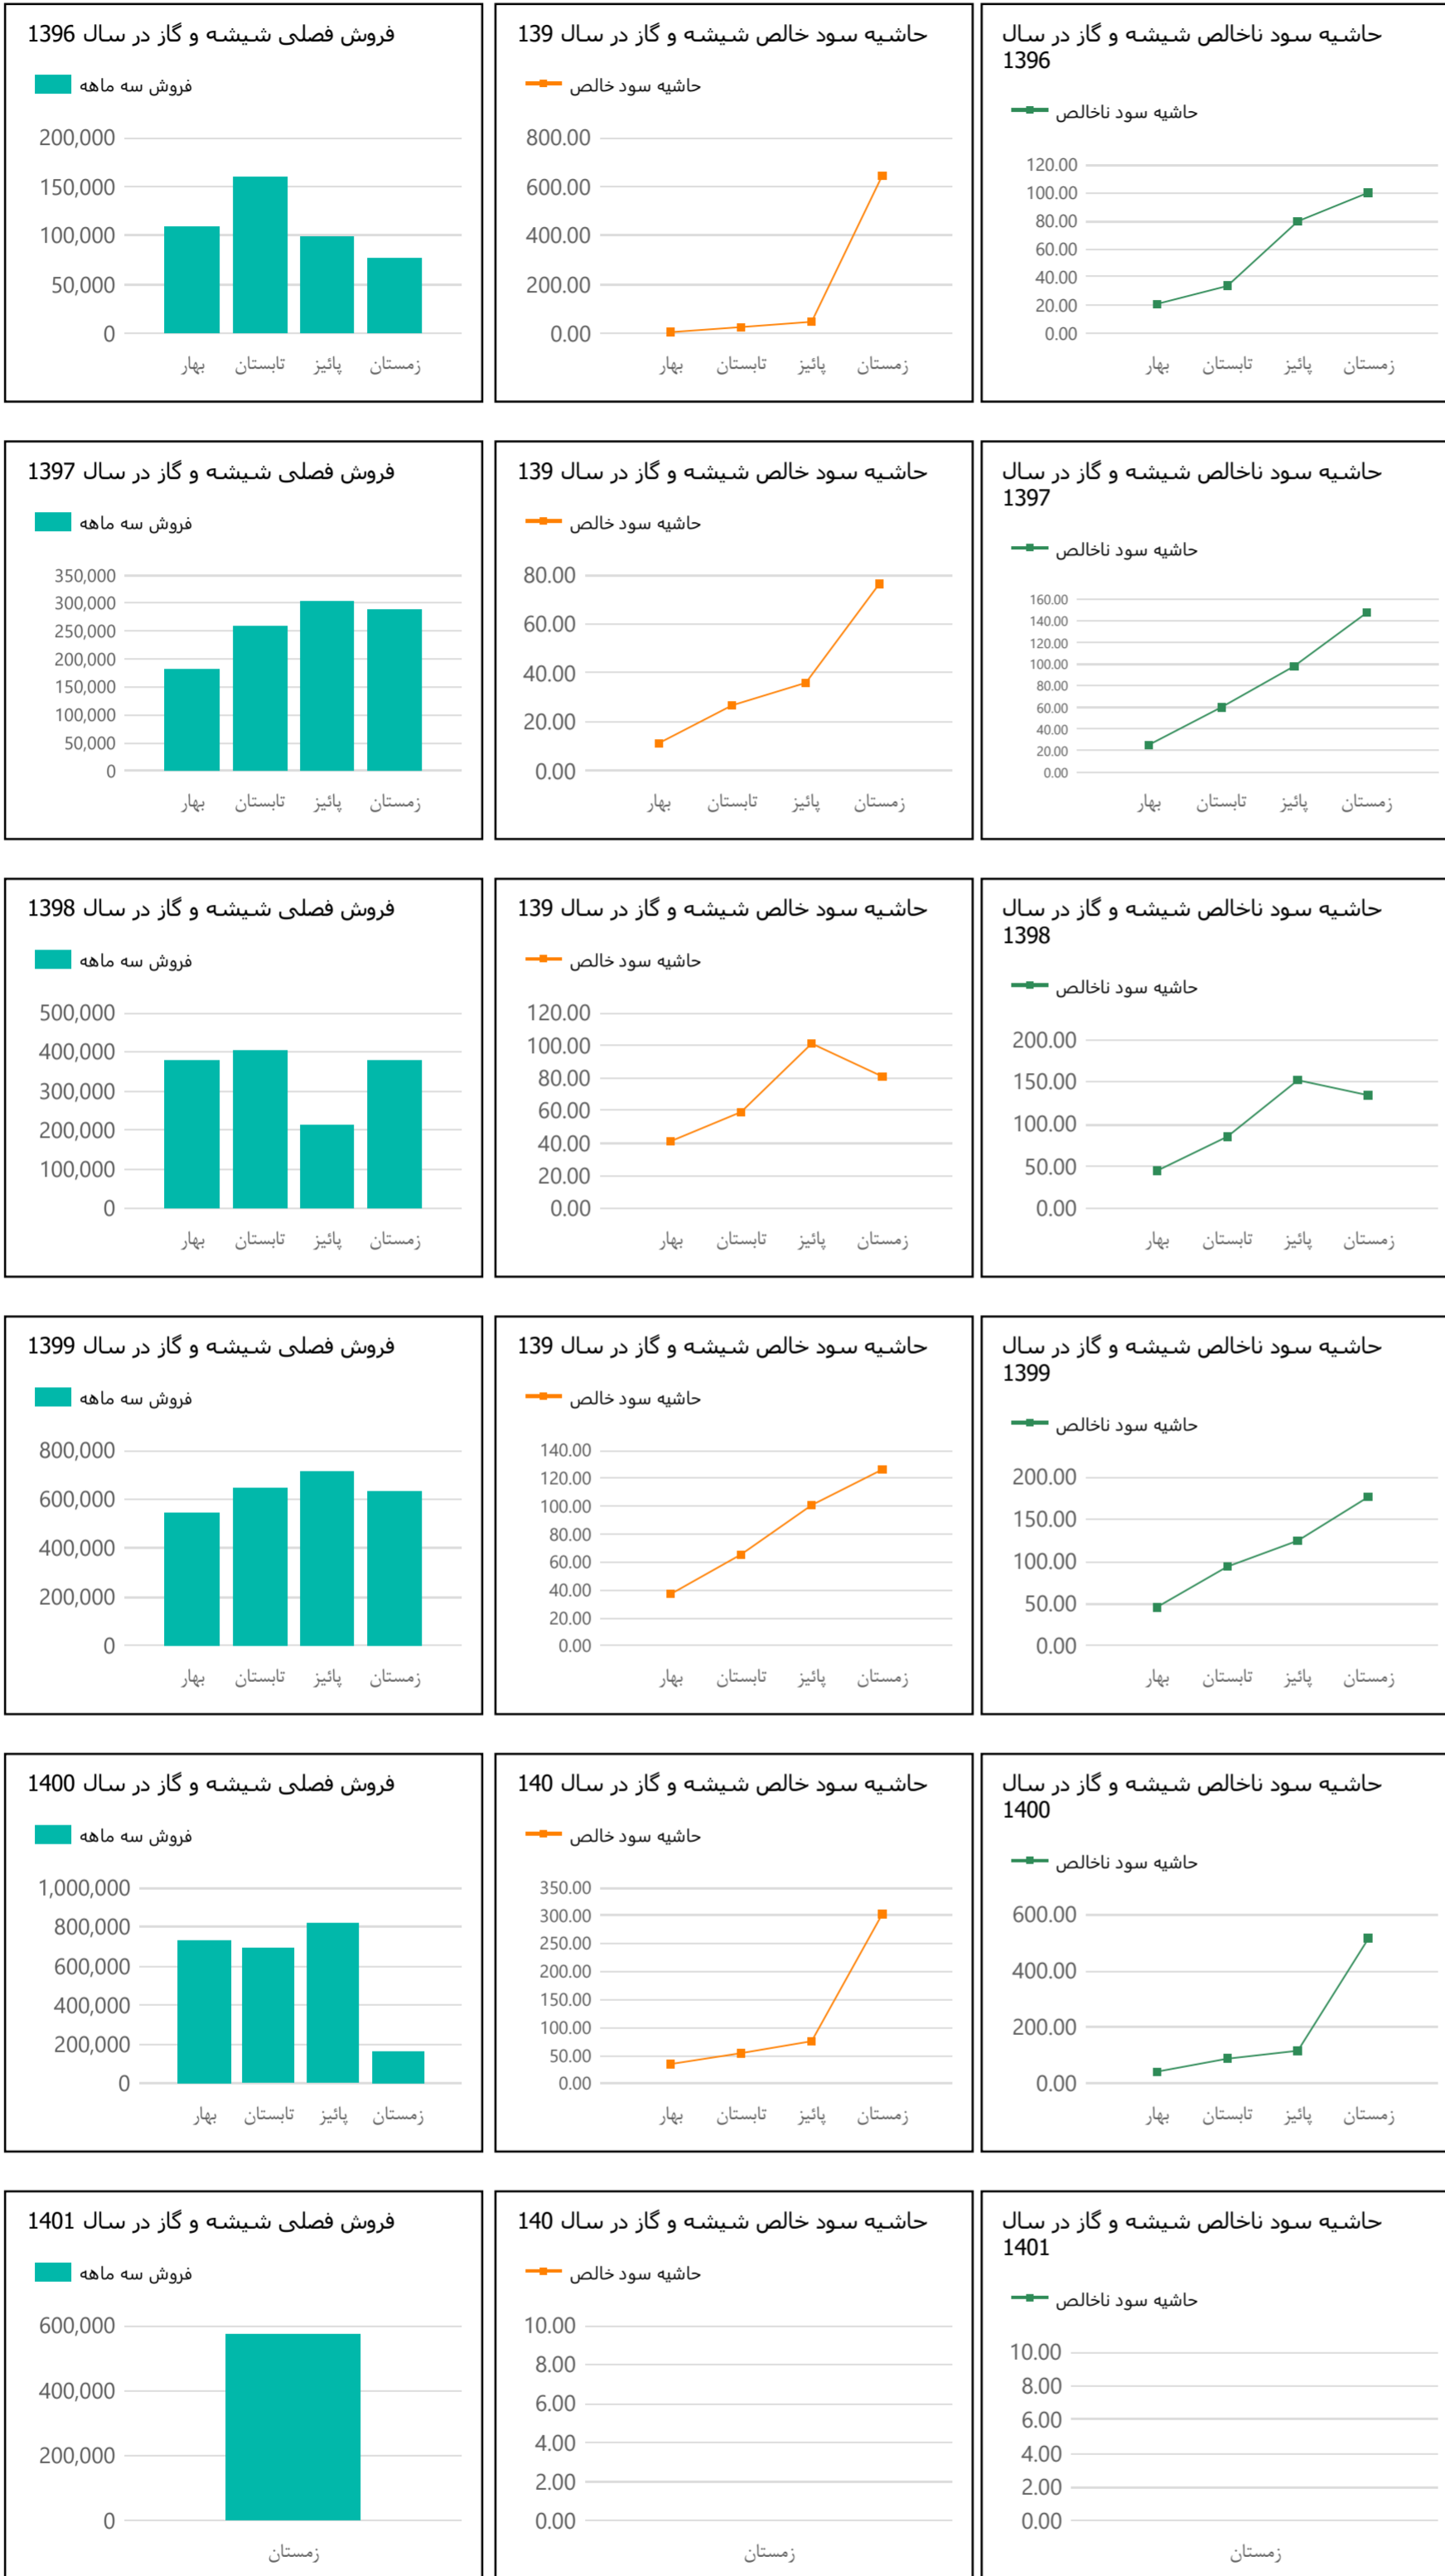 فروش فصلی شیشه و گاز در سال 1396
فروش سه ماهه
200,000
150,000
100,000
50,000
0
بهار تابستان پائیز زمستان
حاشیه سود خالص شیشه و گاز در سال 139
حاشیه سود خالص
800.00
600.00
400.00
200.00
0.00
بهار تابستان پائیز زمستان
حاشیه سود ناخالص شیشه و گاز در سال
1396
حاشیه سود ناخالص
120.00
100.00
80.00
60.00
40.00
20.00
0.00
بهار تابستان پائیز زمستان
فروش فصلی شیشه و گاز در سال 1397
فروش سه ماهه
350,000
300,000
250,000
200,000
150,000
100,000
50,000
0
بهار تابستان پائیز زمستان
حاشیه سود خالص شیشه و گاز در سال 139
حاشیه سود خالص
80.00
60.00
40.00
20.00
0.00
بهار تابستان پائیز زمستان
حاشیه سود ناخالص شیشه و گاز در سال
1397
حاشیه سود ناخالص
160.00
140.00
120.00
100.00
80.00
60.00
40.00
20.00
0.00
بهار تابستان پائیز زمستان
فروش فصلی شیشه و گاز در سال 1398
فروش سه ماهه
500,000
400,000
300,000
200,000
100,000
0
بهار تابستان پائیز زمستان
حاشیه سود خالص شیشه و گاز در سال 139
حاشیه سود خالص
120.00
100.00
80.00
60.00
40.00
20.00
0.00
بهار تابستان پائیز زمستان
حاشیه سود ناخالص شیشه و گاز در سال
1398
حاشیه سود ناخالص
200.00
150.00
100.00
50.00
0.00
بهار تابستان پائیز زمستان
فروش فصلی شیشه و گاز در سال 1399
فروش سه ماهه
800,000
600,000
400,000
200,000
0
بهار تابستان پائیز زمستان
حاشیه سود خالص شیشه و گاز در سال 139
حاشیه سود خالص
140.00
120.00
100.00
80.00
60.00
40.00
20.00
0.00
بهار تابستان پائیز زمستان
حاشیه سود ناخالص شیشه و گاز در سال
1399
حاشیه سود ناخالص
200.00
150.00
100.00
50.00
0.00
بهار تابستان پائیز زمستان
فروش فصلی شیشه و گاز در سال 1400
فروش سه ماهه
1,000,000
800,000
600,000
400,000
200,000
0
بهار تابستان پائیز زمستان
حاشیه سود خالص شیشه و گاز در سال 140
حاشیه سود خالص
350.00
300.00
250.00
200.00
150.00
100.00
50.00
0.00
بهار تابستان پائیز زمستان
حاشیه سود ناخالص شیشه و گاز در سال
1400
حاشیه سود ناخالص
600.00
400.00
200.00
0.00
بهار تابستان پائیز زمستان
فروش فصلی شیشه و گاز در سال 1401
فروش سه ماهه
600,000
400,000
200,000
0
زمستان
حاشیه سود خالص شیشه و گاز در سال 140
حاشیه سود خالص
10.00
8.00
6.00
4.00
2.00
0.00
زمستان
حاشیه سود ناخالص شیشه و گاز در سال
1401
حاشیه سود ناخالص
10.00
8.00
6.00
4.00
2.00
0.00
زمستان